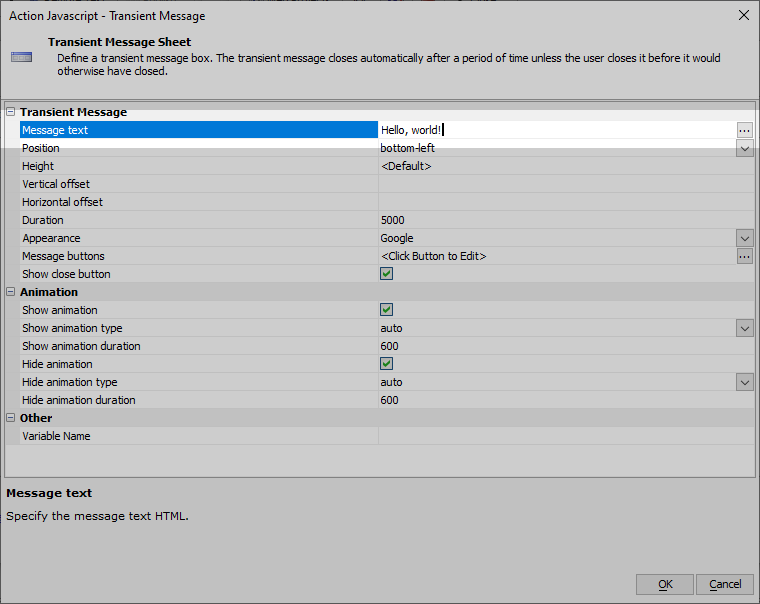 Action Javascript - Transient Message
Transient Message Sheet
Define a transient message box. The transient message closes automatically after a period of time unless the user closes it before it would
otherwise have closed.
Transient Message
Message text Hello, world!
Position bottom-left
Height <Default>
Vertical offset
Horizontal offset
Duration 5000
Appearance Google
Message buttons <Click Button to Edit>
Show close button
Animation
Show animation
Show animation type auto
Show animation duration 600
Hide animation
Hide animation type auto
Hide animation duration 600
Other
Variable Name
Message text
Specify the message text HTML.
OK Cancel